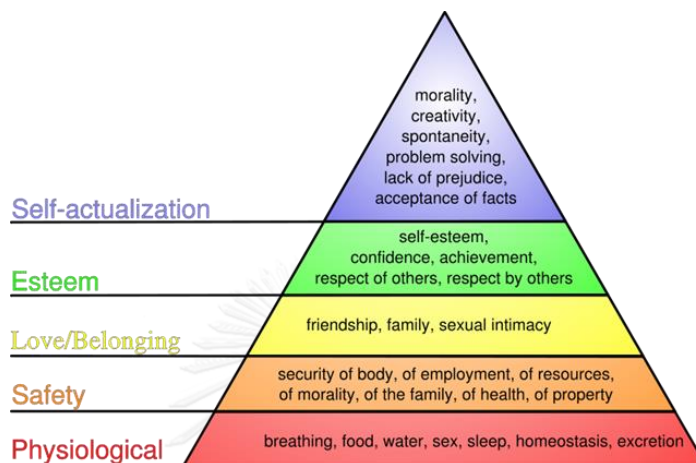 morality,
creativity,
spontaneity,
problem solving,
lack of prejudice,
acceptance of facts
Self-actualization
self-esteem,
confidence, achievement,
respect of others, respect by others
Esteem
friendship, family, sexual intimacy
Love/Belonging
security of body, of employment, of resources,
of morality, of the family, of health, of property
Safety
breathing, food, water, sex, sleep, homeostasis, excretion
Physiological